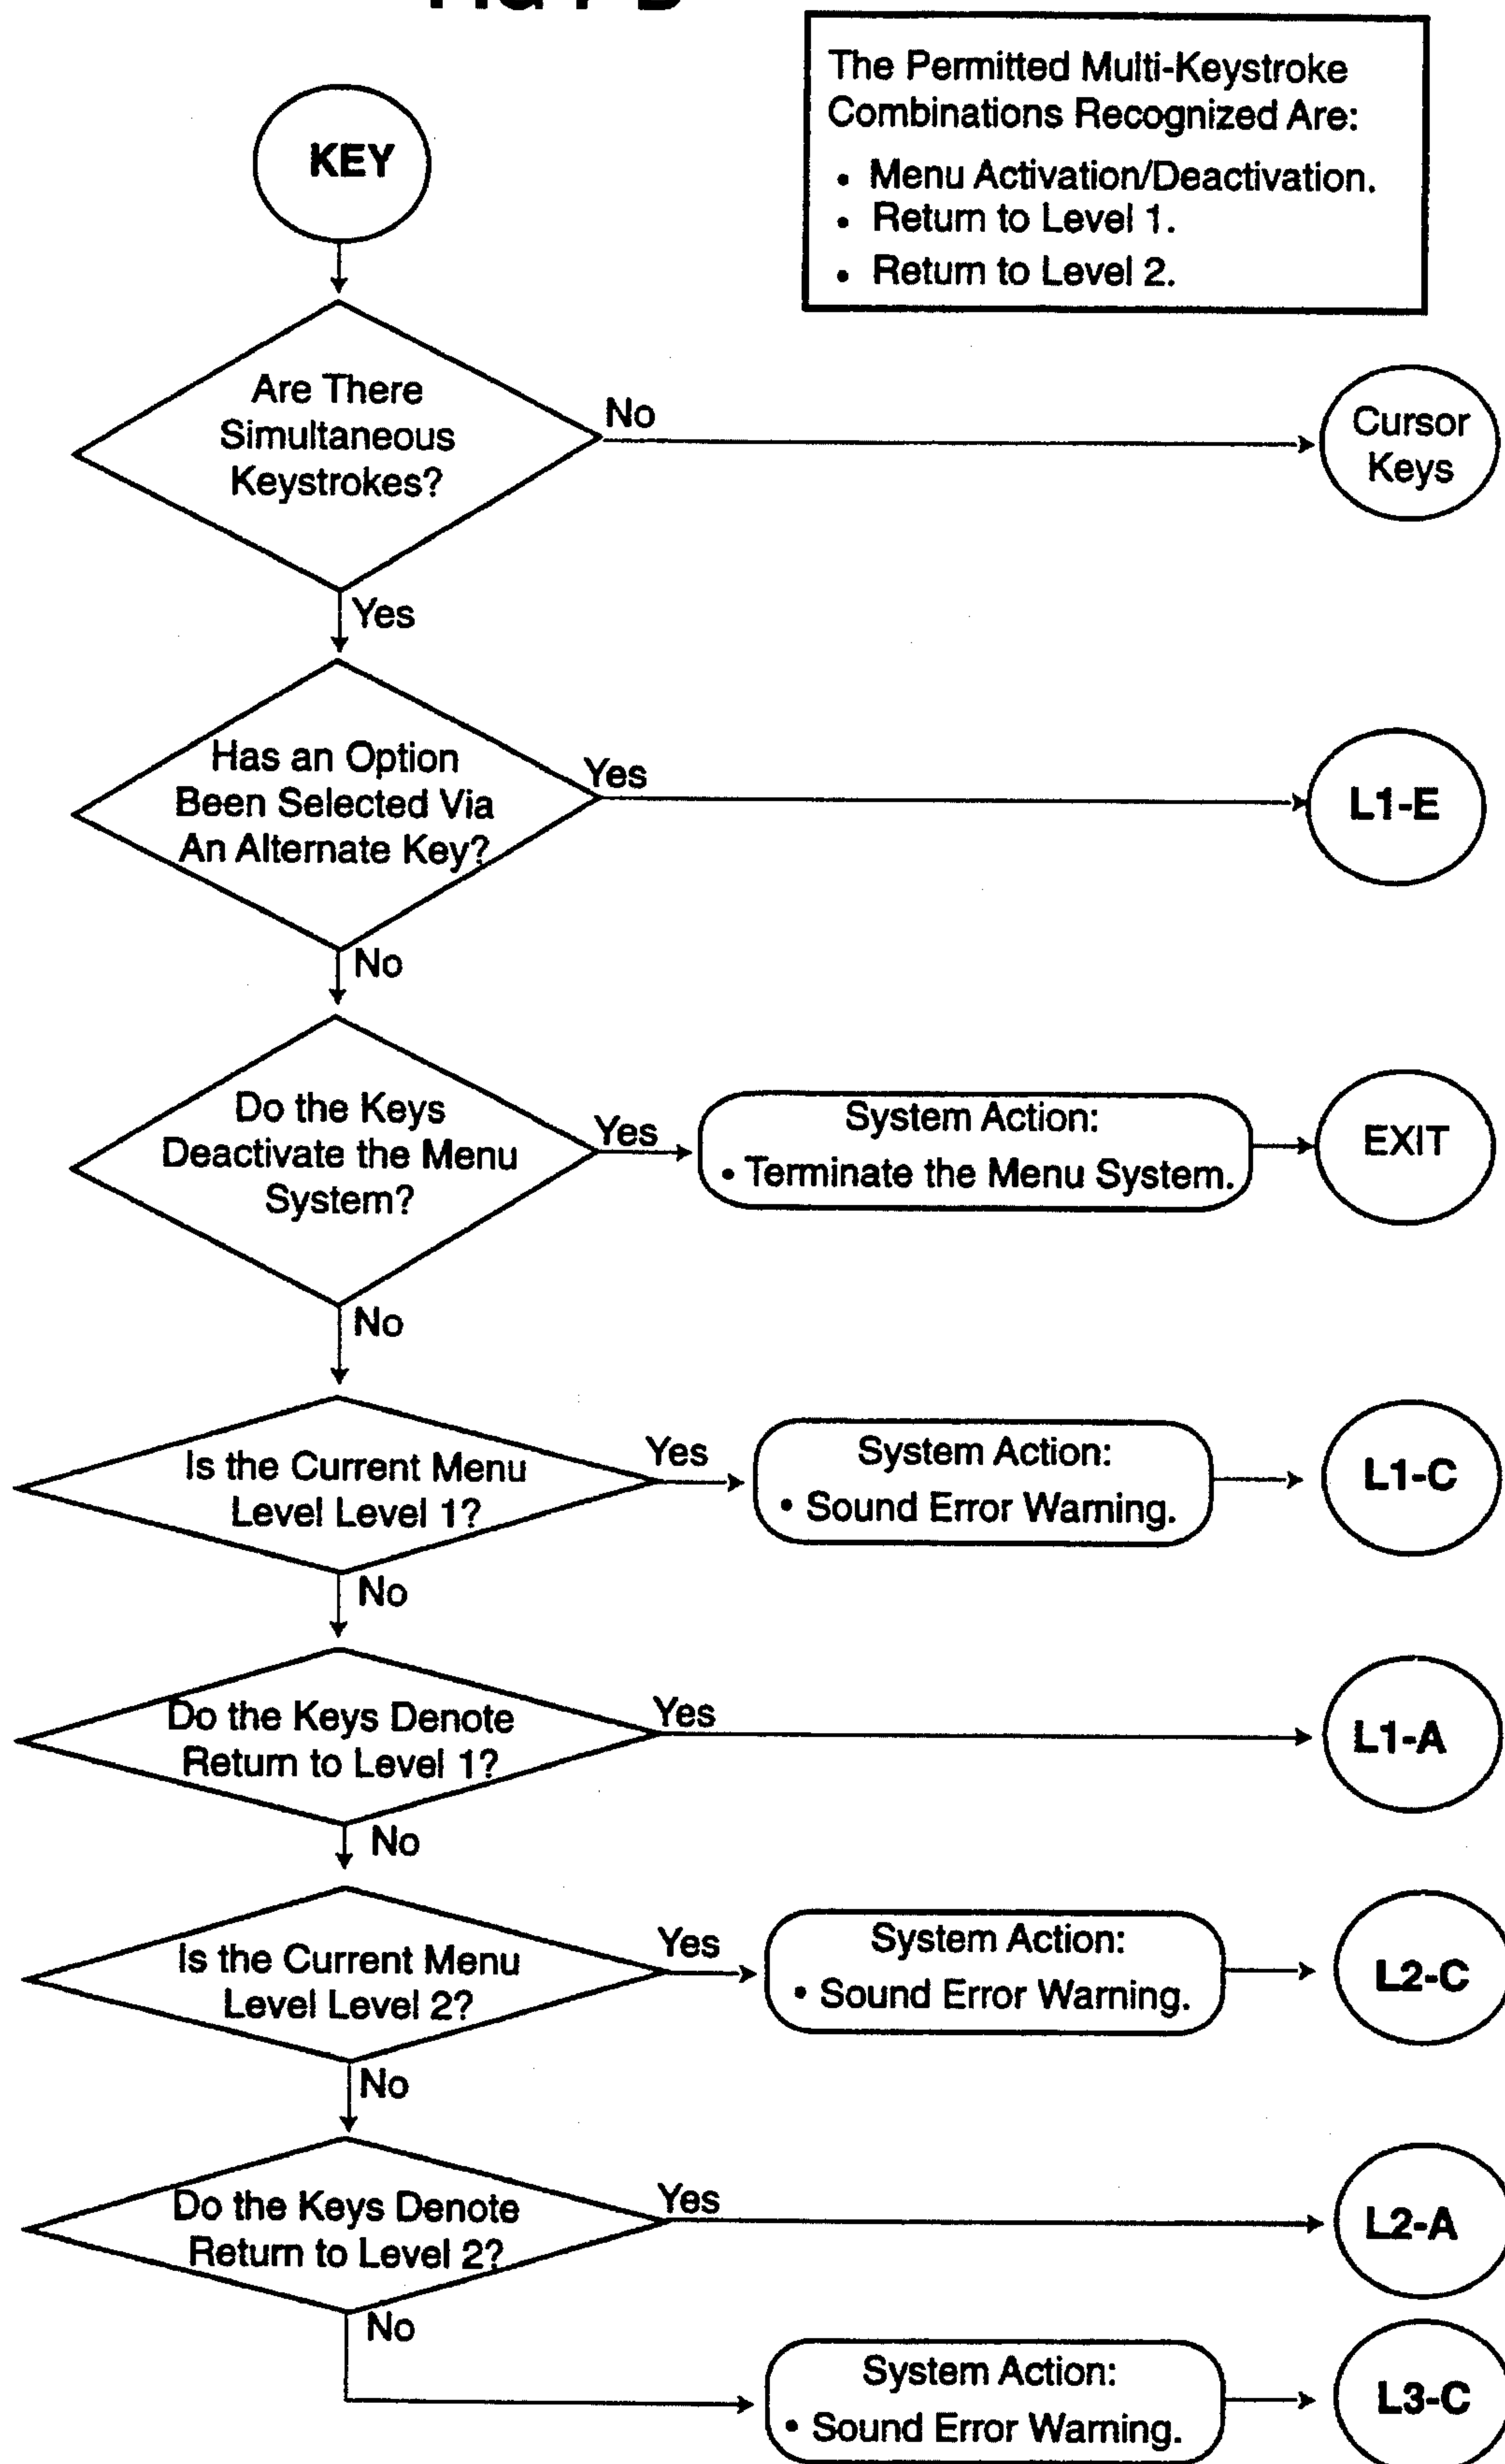 The Permitted Multi-Keystroke
Combinations Recognized Are:
• Menu Activation/Deactivation.
• Return to Level 1.
• Return to Level 2.
KEY
Are There
Simultaneous
Keystrokes?
No
Cursor
Keys
Yes
Has an Option
Been Selected Via
An Alternate Key?
Yes
L1-E
No
Do the Keys
Deactivate the Menu
System?
Yes
System Action:
• Terminate the Menu System.
EXIT
No
Is the Current Menu
Level Level 1?
Yes
System Action:
• Sound Error Warning.
L1-C
No
Do the Keys Denote
Return to Level 1?
Yes
L1-A
No
Is the Current Menu
Level Level 2?
Yes
System Action:
• Sound Error Warning.
L2-C
No
Do the Keys Denote
Return to Level 2?
Yes
L2-A
No
System Action:
• Sound Error Warning.
L3-C